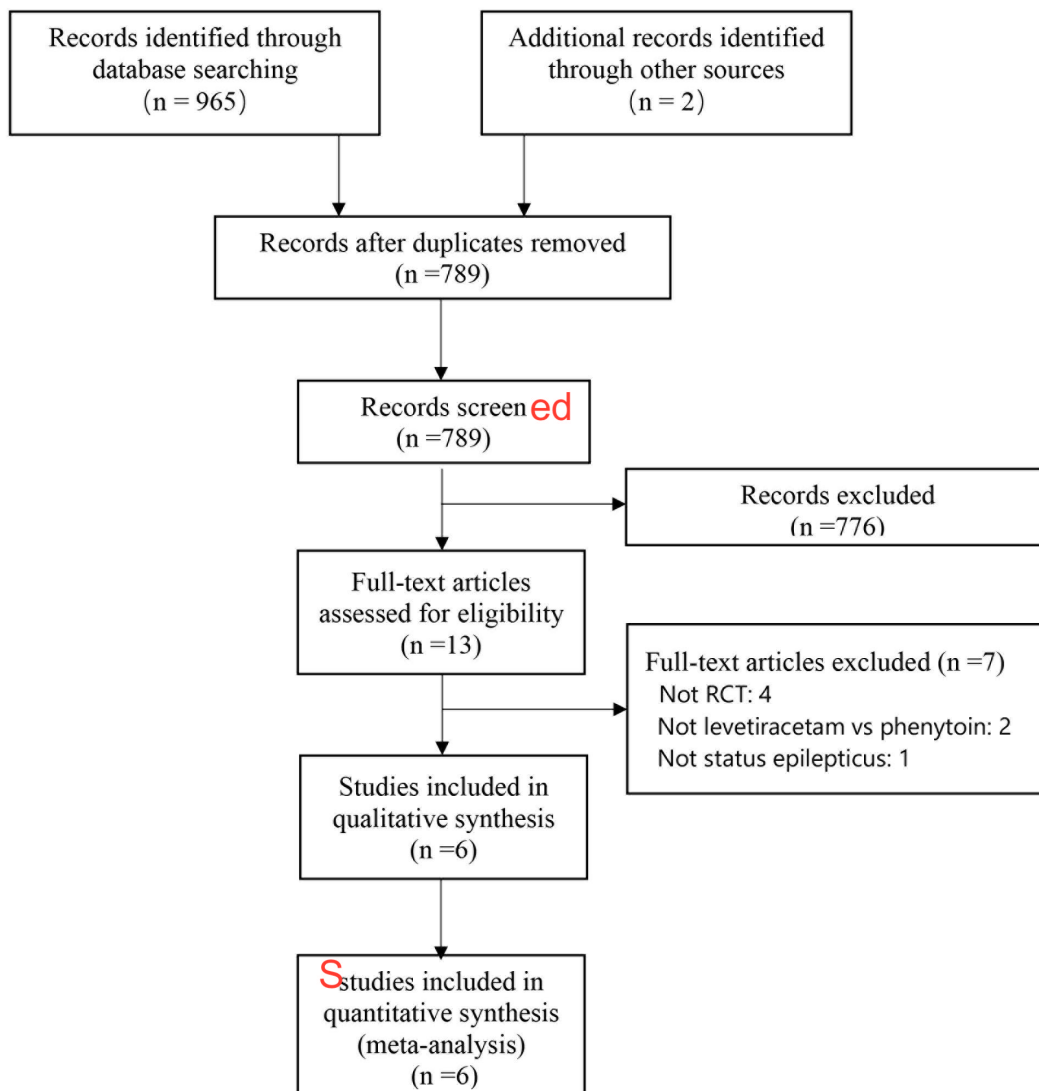 Records identified through
database searching
（n = 965）
Additional records identified
through other sources
（n = 2）
Records after duplicates removed
(n =789)
Records screened
(n =789)
Records excluded
(n =776)
Full-text articles
assessed for eligibility
(n =13)
Full-text articles excluded (n =7)
Not RCT: 4
Not levetiracetam vs phenytoin: 2
Not status epilepticus: 1
Studies included in
qualitative synthesis
(n =6)
Sstudies included in
quantitative synthesis
(meta-analysis)
(n =6)